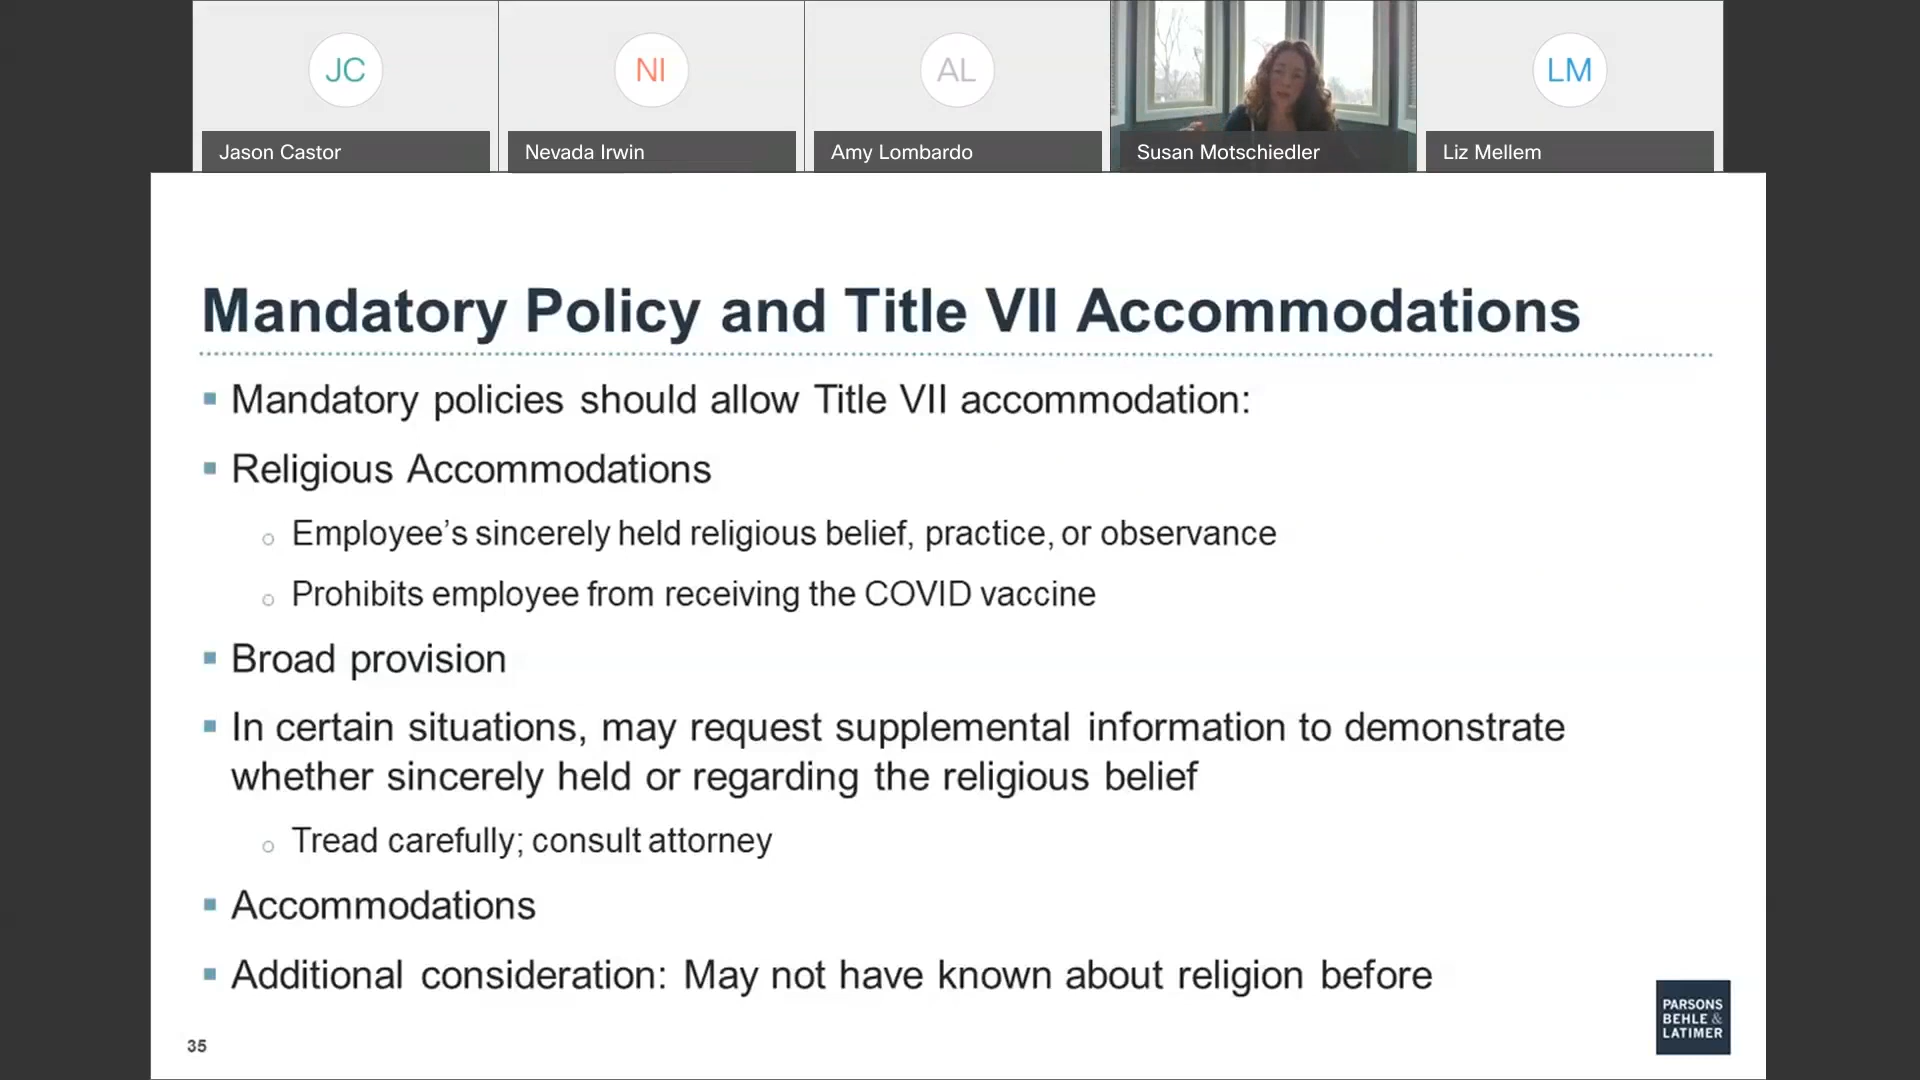 JC
NI
AL
LM
Jason Castor
Nevada Irwin
Amy Lombardo
Susan Motschiedler
Liz Mellem
Mandatory Policy and Title VII Accommodations
Mandatory policies should allow Title VII accommodation:
Religious Accommodations
Employee’s sincerely held religious belief, practice, or observance
Prohibits employee from receiving the COVID vaccine
Broad provision
In certain situations, may request supplemental information to demonstrate
whether sincerely held or regarding the religious belief
Tread carefully; consult attorney
Accommodations
Additional consideration: May not have known about religion before
35
PARSONS
BEHLE &
LATIMER